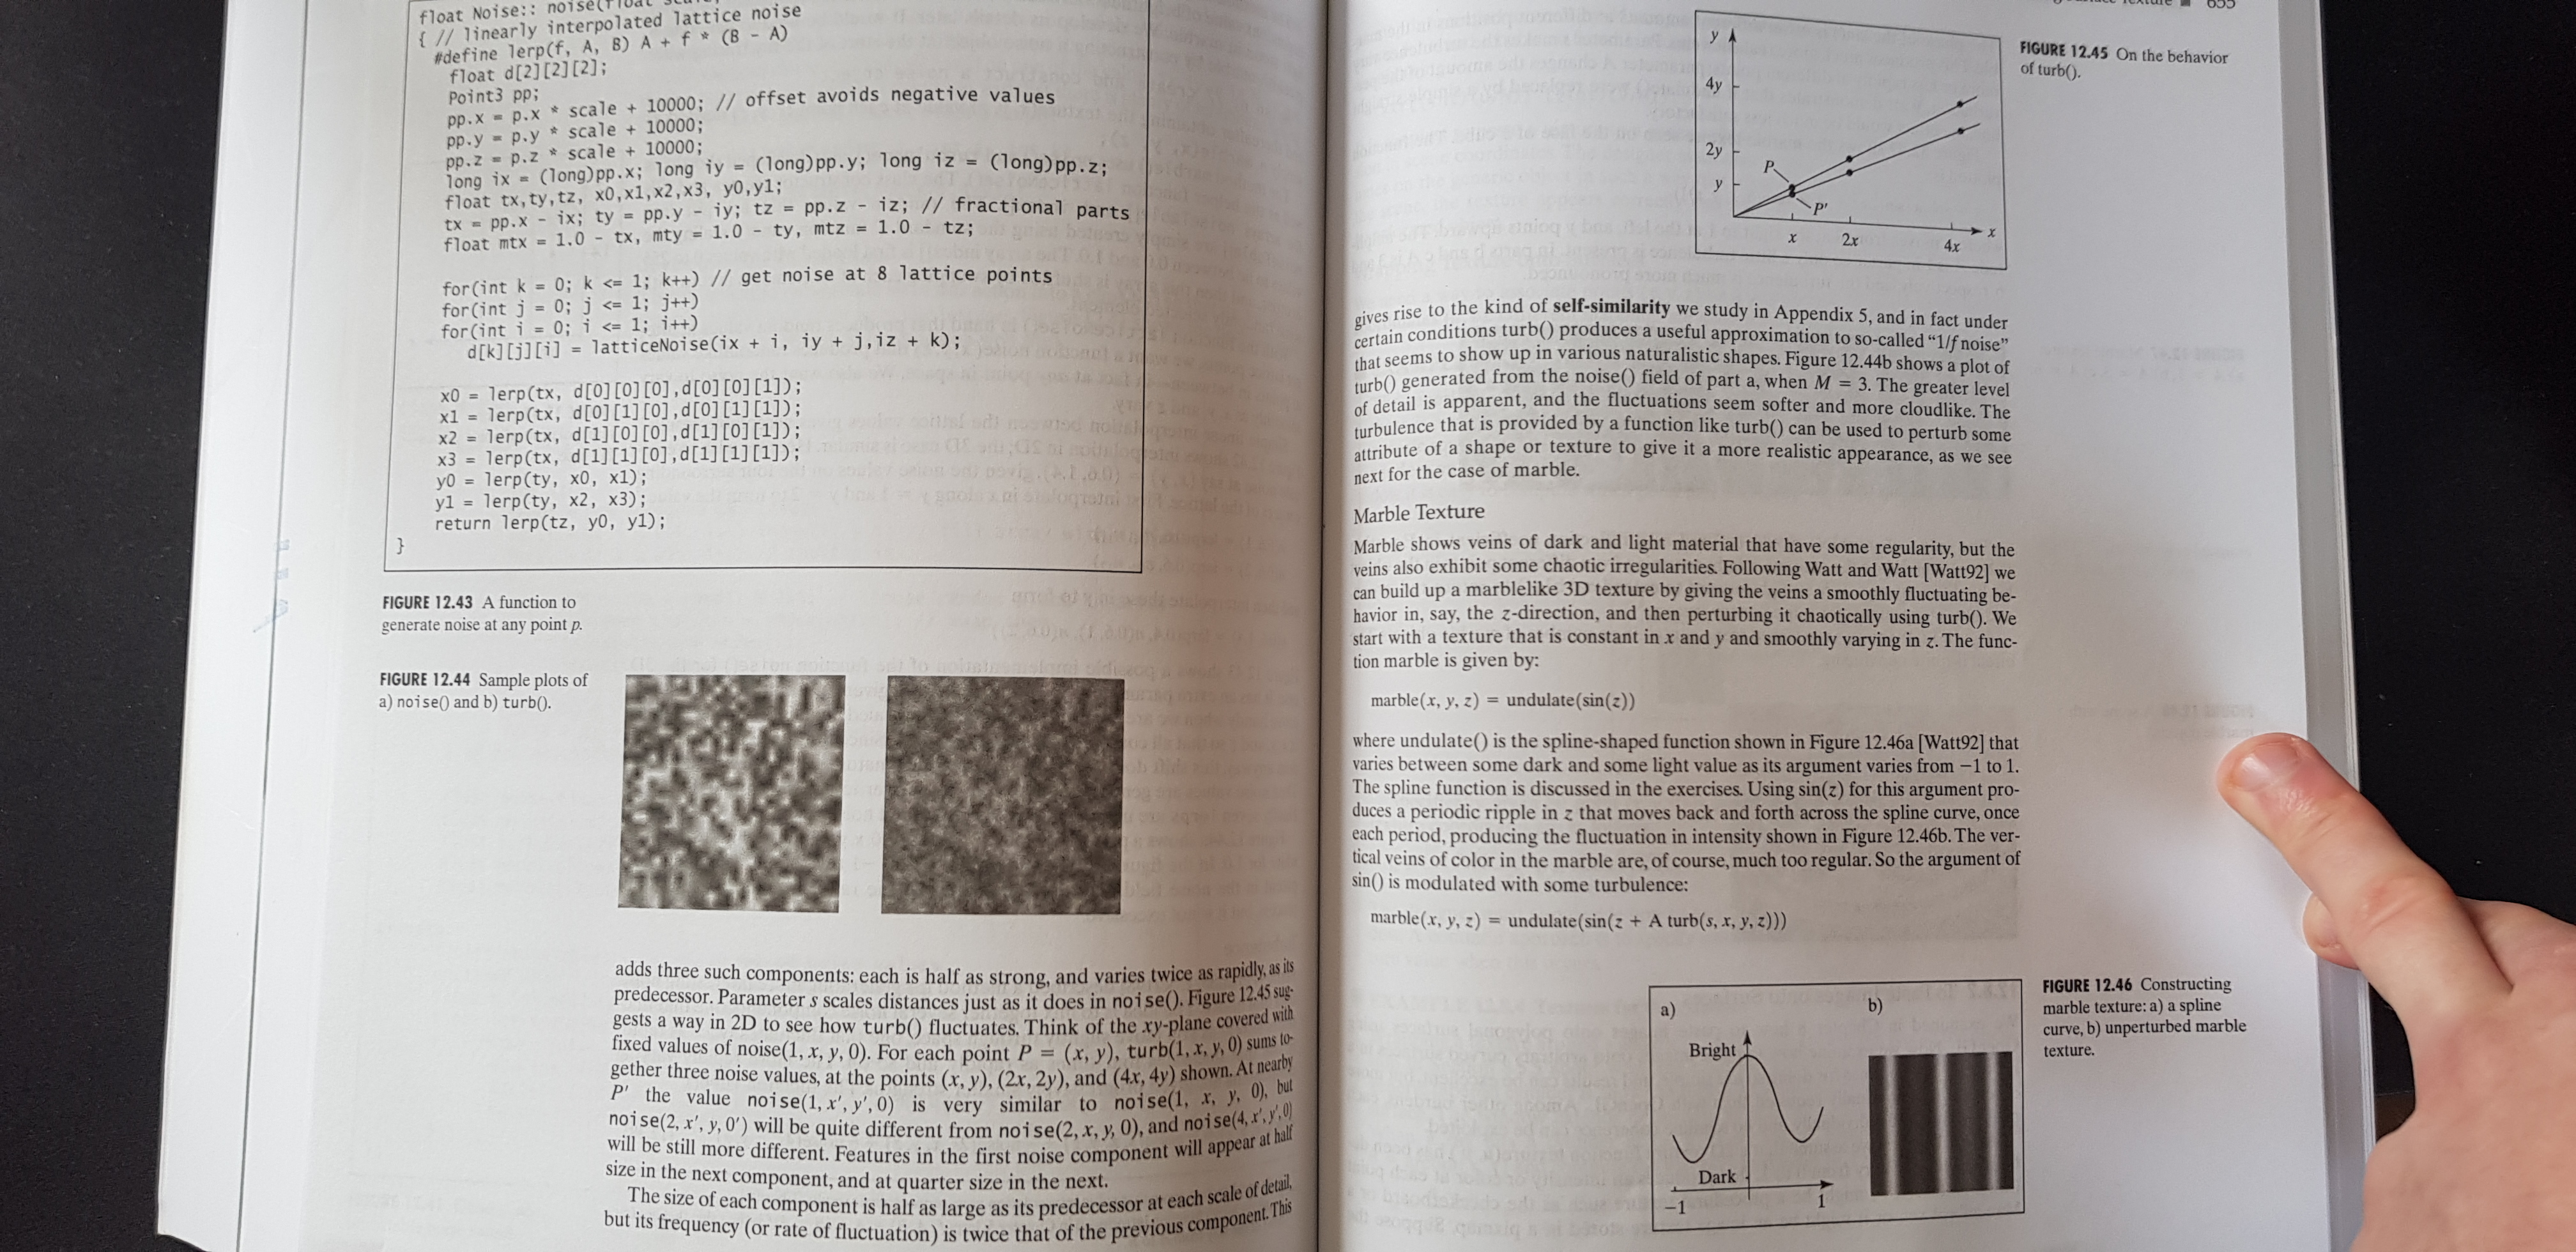 float Noise:: noise(float scale,
{ // linearly interpolated lattice noise
#define lerp(f, A, B) A + f * (B - A)
float d[2][2][2];
Point3 pp;
pp.x = p.x * scale + 10000; // offset avoids negative values
pp.y = p.y * scale + 10000;
pp.z = p.z * scale + 10000;
long ix = (long)pp.x; long iy = (long)pp.y; long iz = (long)pp.z;
float tx,ty,tz, x0,x1,x2,x3, y0,y1;
tx = pp.x - ix; ty = pp.y - iy; tz = pp.z - iz; // fractional parts
float mtx = 1.0 - tx, mty = 1.0 - ty, mtz = 1.0 - tz;
for(int k = 0; k <= 1; k++) // get noise at 8 lattice points
for(int j = 0; j <= 1; j++)
for(int i = 0; i <= 1; i++)
d[k][j][i] = latticeNoise(ix + i, iy + j,iz + k);
x0 = lerp(tx, d[0][0][0],d[0][0][1]);
x1 = lerp(tx, d[0][1][0],d[0][1][1]);
x2 = lerp(tx, d[1][0][0],d[1][0][1]);
x3 = lerp(tx, d[1][1][0],d[1][1][1]);
y0 = lerp(ty, x0, x1);
y1 = lerp(ty, x2, x3);
return lerp(tz, y0, y1);
}
FIGURE 12.43 A function to
generate noise at any point p.
FIGURE 12.44 Sample plots of
a) noise() and b) turb().
adds three such components: each is half as strong, and varies twice as rapidly, as its
predecessor. Parameter s scales distances just as it does in noise(). Figure 12.45 sug-
gests a way in 2D to see how turb() fluctuates. Think of the xy-plane covered with
fixed values of noise(1, x, y, 0). For each point P = (x, y), turb(1, x, y, 0) sums to-
gether three noise values, at the points (x, y), (2x, 2y), and (4x, 4y) shown. At nearby
P' the value noise(1, x', y', 0) is very similar to noise(1, x, y, 0), but
noise(2, x', y, 0') will be quite different from noise(2, x, y, 0), and noise(4, x', y', 0)
will be still more different. Features in the first noise component will appear at half
size in the next component, and at quarter size in the next.
The size of each component is half as large as its predecessor at each scale of detail,
but its frequency (or rate of fluctuation) is twice that of the previous component. This
Texture ■ 655
y
4y
2y
y
P
P'
x
2x
4x
x
FIGURE 12.45 On the behavior
of turb().
gives rise to the kind of self-similarity we study in Appendix 5, and in fact under
certain conditions turb() produces a useful approximation to so-called “1/f noise”
that seems to show up in various naturalistic shapes. Figure 12.44b shows a plot of
turb() generated from the noise() field of part a, when M = 3. The greater level
of detail is apparent, and the fluctuations seem softer and more cloudlike. The
turbulence that is provided by a function like turb() can be used to perturb some
attribute of a shape or texture to give it a more realistic appearance, as we see
next for the case of marble.
Marble Texture
Marble shows veins of dark and light material that have some regularity, but the
veins also exhibit some chaotic irregularities. Following Watt and Watt [Watt92] we
can build up a marblelike 3D texture by giving the veins a smoothly fluctuating be-
havior in, say, the z-direction, and then perturbing it chaotically using turb(). We
start with a texture that is constant in x and y and smoothly varying in z. The func-
tion marble is given by:
marble(x, y, z) = undulate(sin(z))
where undulate() is the spline-shaped function shown in Figure 12.46a [Watt92] that
varies between some dark and some light value as its argument varies from −1 to 1.
The spline function is discussed in the exercises. Using sin(z) for this argument pro-
duces a periodic ripple in z that moves back and forth across the spline curve, once
each period, producing the fluctuation in intensity shown in Figure 12.46b. The ver-
tical veins of color in the marble are, of course, much too regular. So the argument of
sin() is modulated with some turbulence:
marble(x, y, z) = undulate(sin(z + A turb(s, x, y, z)))
a)
b)
Bright
Dark
−1
1
FIGURE 12.46 Constructing
marble texture: a) a spline
curve, b) unperturbed marble
texture.